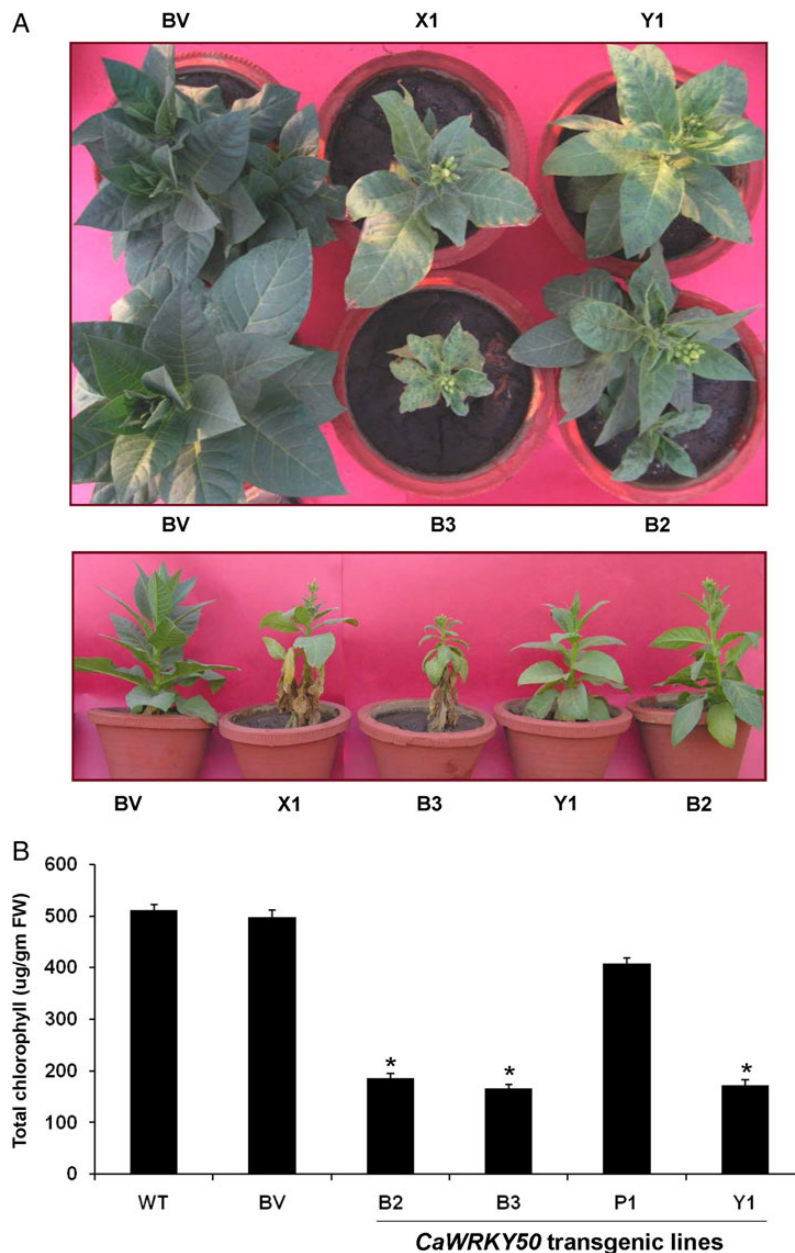 A
BV X1 Y1
BV B3 B2
BV X1 B3 Y1 B2
B
Total chlorophyll (ug/gm FW)
600
500
400
300
200
100
0
* * *
WT BV B2 B3 P1 Y1
CaWRKY50 transgenic lines